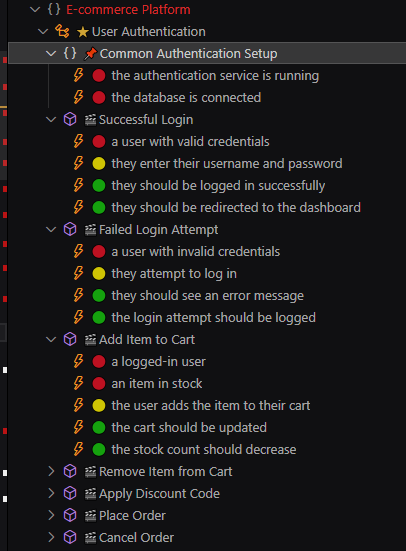 {} E-commerce Platform
User Authentication
{} Common Authentication Setup
the authentication service is running
the database is connected
Successful Login
a user with valid credentials
they enter their username and password
they should be logged in successfully
they should be redirected to the dashboard
Failed Login Attempt
a user with invalid credentials
they attempt to log in
they should see an error message
the login attempt should be logged
Add Item to Cart
a logged-in user
an item in stock
the user adds the item to their cart
the cart should be updated
the stock count should decrease
Remove Item from Cart
Apply Discount Code
Place Order
Cancel Order